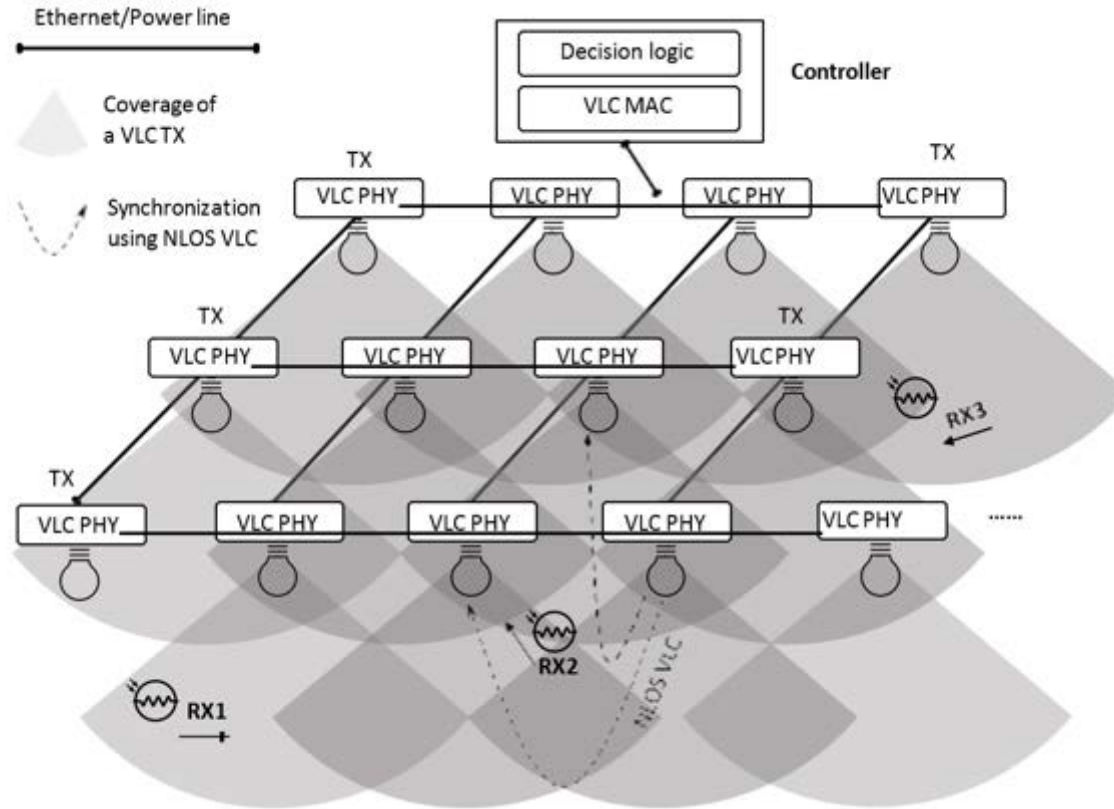 Ethernet/Power line
Decision logic
VLC MAC
Controller
Coverage of
a VLC TX
Synchronization
using NLOS VLC
TX
TX
VLC PHY
VLC PHY
VLC PHY
VLC PHY
TX
TX
VLC PHY
VLC PHY
VLC PHY
VLC PHY
RX3
TX
VLC PHY
VLC PHY
VLC PHY
VLC PHY
VLC PHY
......
RX2
NLOS VLC
RX1